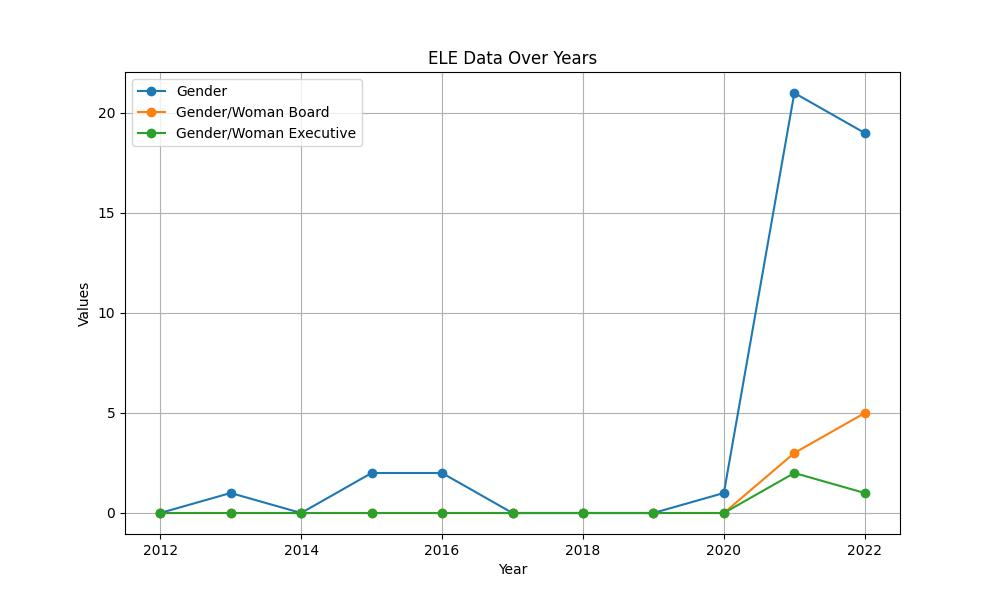 ELE Data Over Years
Gender
Gender/Woman Board
Gender/Woman Executive
20
15
10
5
0
Values
2012 2014 2016 2018 2020 2022
Year